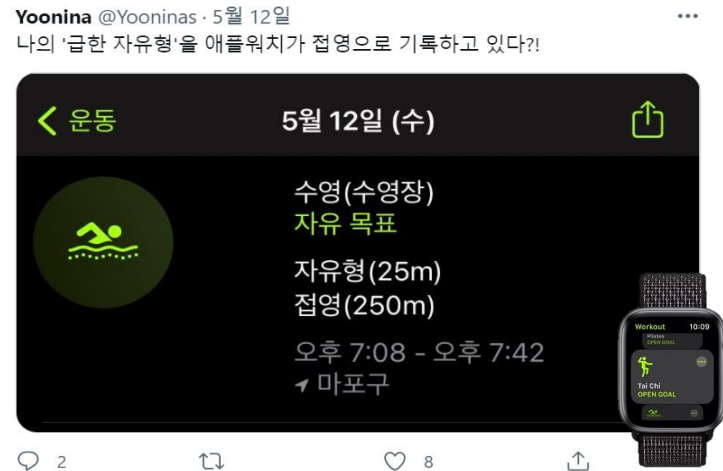 Yoonina @Yooninas · 5월 12일
나의 '급한 자유형'을 애플워치가 접영으로 기록하고 있다?!
운동
5월 12일 (수)
수영(수영장)
자유 목표
자유형(25m)
접영(250m)
오후 7:08 - 오후 7:42
마포구
Workout 10:09
Pilates
OPEN GOAL
Tai Chi
OPEN GOAL
2
8